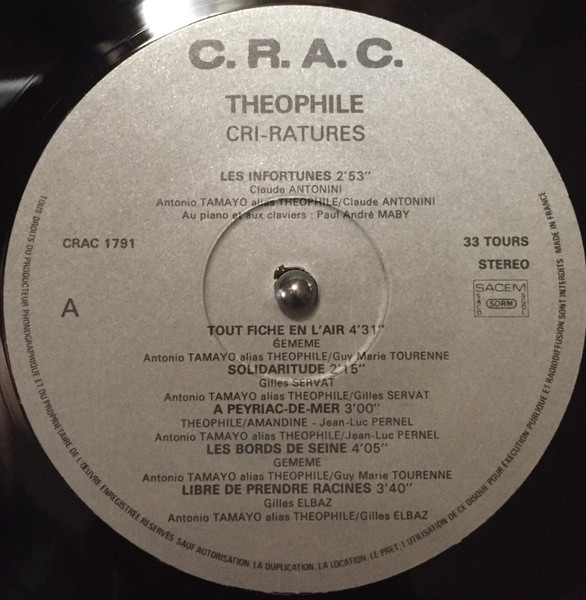 C. R. A. C.
THEOPHILE
CRI-RATURES
LES INFORTUNES 2'53"
Claude ANTONINI
Antonio TAMAYO alias THEOPHILE/Claude ANTONINI
Au piano et aux claviers : Paul André MABY
CRAC 1791
33 TOURS
STEREO
A
SACEM
SACD
SDRM
SGDL
TOUT FICHE EN L'AIR 4'31"
GEMEME
Antonio TAMAYO alias THEOPHILE/Guy Marie TOURENNE
SOLIDARITUDE 2'15"
Gilles SERVAT
Antonio TAMAYO alias THEOPHILE/Gilles SERVAT
A PEYRIAC-DE-MER 3'00"
THEOPHILE/AMANDINE - Jean-Luc PERNEL
Antonio TAMAYO alias THEOPHILE/Jean-Luc PERNEL
LES BORDS DE SEINE 4'05"
GEMEME
Antonio TAMAYO alias THEOPHILE/Guy Marie TOURENNE
LIBRE DE PRENDRE RACINES 3'40"
Gilles ELBAZ
Antonio TAMAYO alias THEOPHILE/Gilles ELBAZ
TOUS DROITS DU PRODUCTEUR PHONOGRAPHIQUE ET DU PROPRIETAIRE DE L'ŒUVRE ENREGISTREE RESERVES. SAUF AUTORISATION, LA DUPLICATION, LA LOCATION, LE PRET, L'UTILISATION DE CE DISQUE POUR EXECUTION PUBLIQUE ET RADIODIFFUSION SONT INTERDITS. MADE IN FRANCE